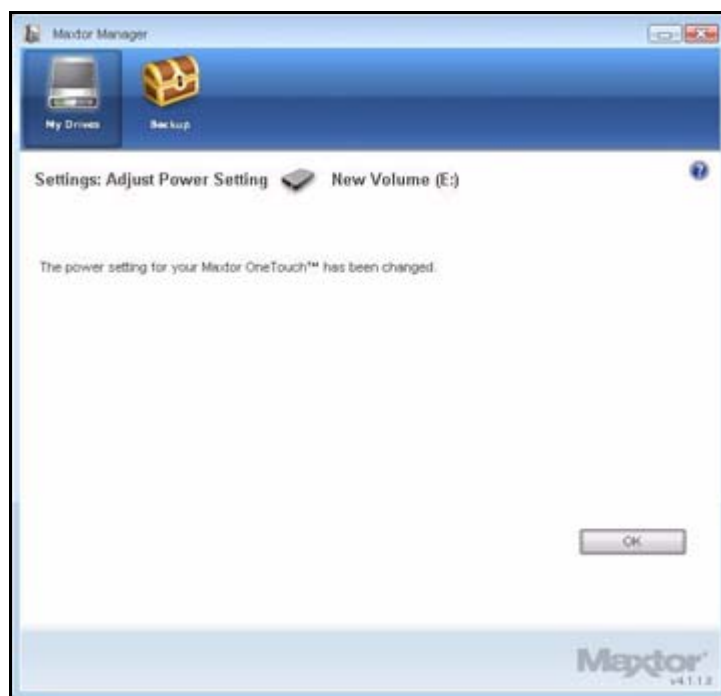 Maxtor Manager
My Drives
Backup
Settings: Adjust Power Setting New Volume (E:)
The power setting for your Maxtor OneTouch™ has been changed.
OK
Maxtor